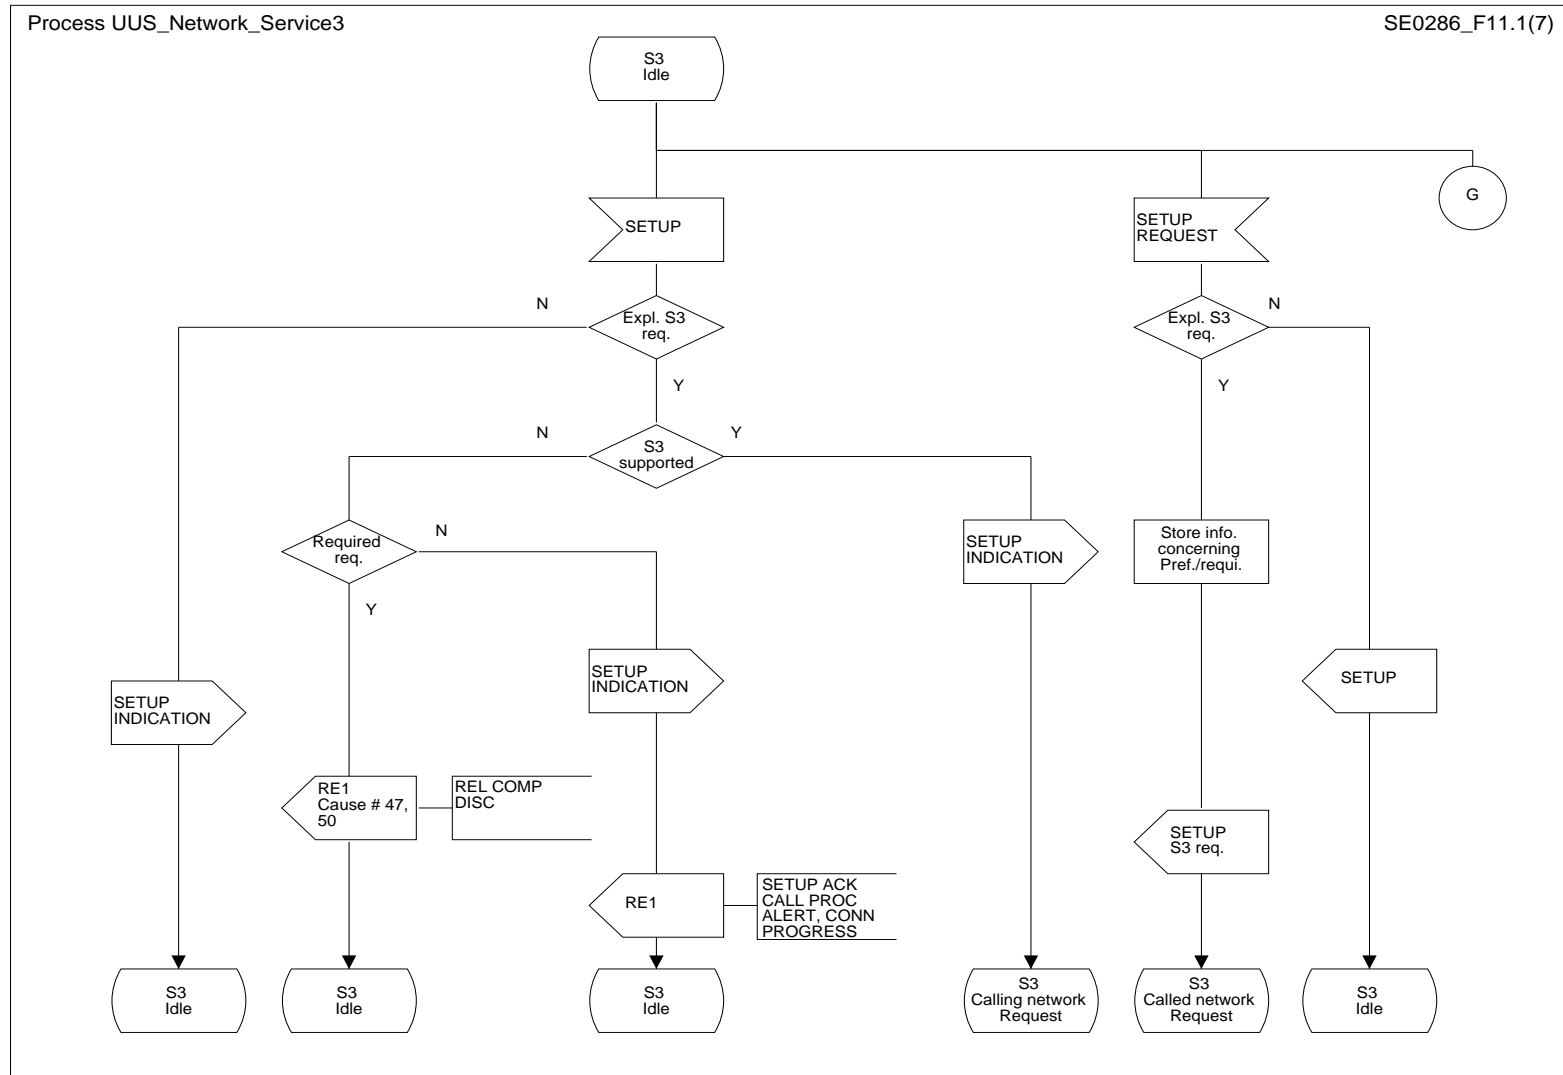 Process UUS_Network_Service3
SE0286_F11.1(7)
S3
Idle
G
SETUP
SETUP
REQUEST
N
Expl. S3
req.
Y
Expl. S3
req.
N
Y
N
S3
supported
Y
Required
req.
N
Y
SETUP
INDICATION
Store info.
concerning
Pref./requi.
SETUP
INDICATION
SETUP
INDICATION
SETUP
RE1
Cause # 47,
50
REL COMP
DISC
SETUP
S3 req.
RE1
SETUP ACK
CALL PROC
ALERT, CONN
PROGRESS
S3
Idle
S3
Idle
S3
Idle
S3
Calling network
Request
S3
Called network
Request
S3
Idle